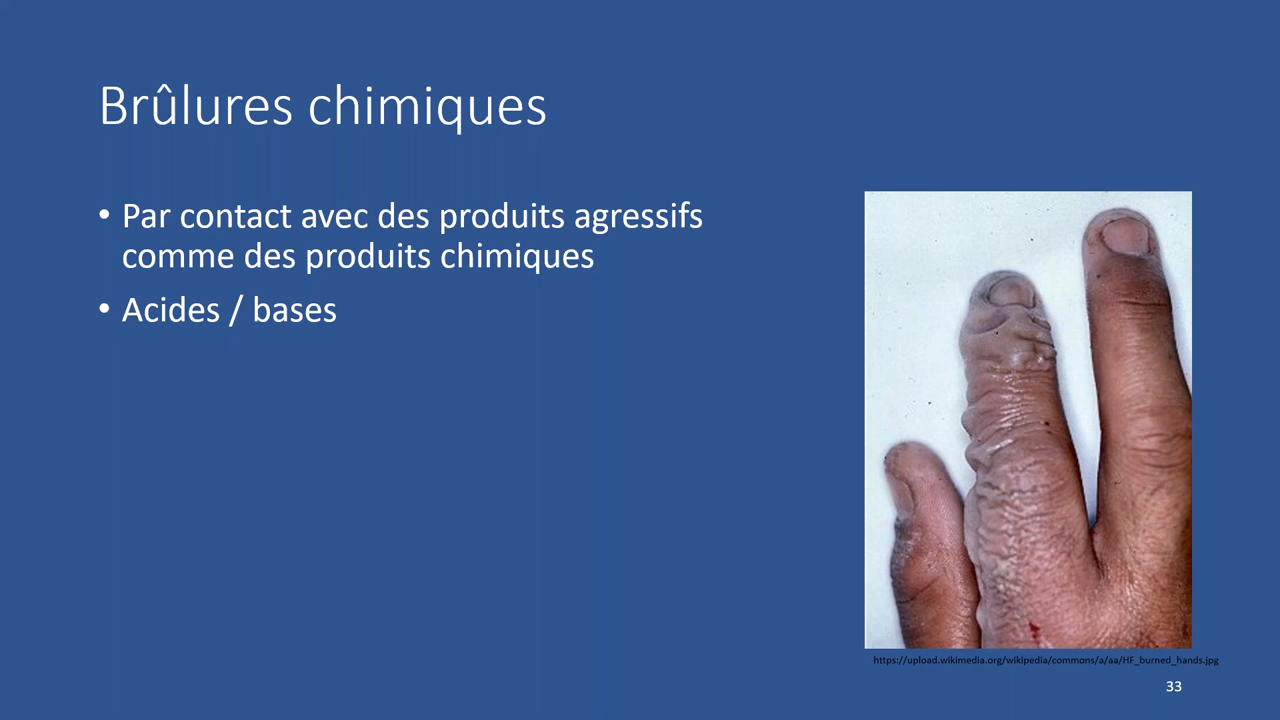 Brûlures chimiques
• Par contact avec des produits agressifs
comme des produits chimiques
• Acides / bases
https://upload.wikimedia.org/wikipedia/commons/a/aa/HF_burned_hands.jpg
33